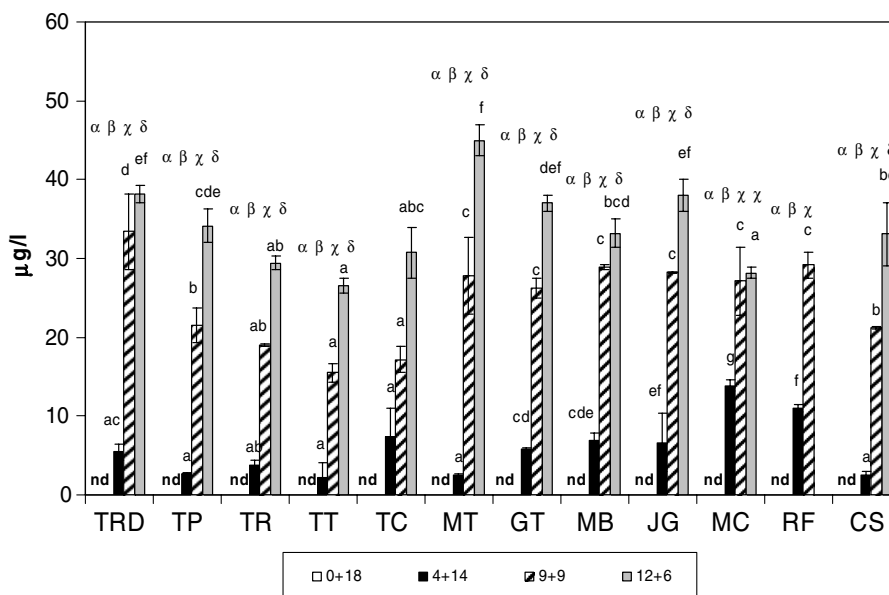 60
α β χ δ
50
f
α β χ δ
α β χ δ
α β χ δ
d ef
ef
α β χ δ
α β χ δ
cde
def
α β χ δ
bcd
40
α β χ δ
ab
abc
c
α β χ χ
c a
α β χ
c
α β χ δ
a
30
b
ab
a
a
c
c
c
b
20
µg/l
10
ac
a
ab
a
a
a
cd
cde
ef
g
f
a
nd nd nd nd nd nd nd nd nd nd nd nd
0
TRD TP TR TT TC MT GT MB JG MC RF CS
0+18 4+14 9+9 12+6